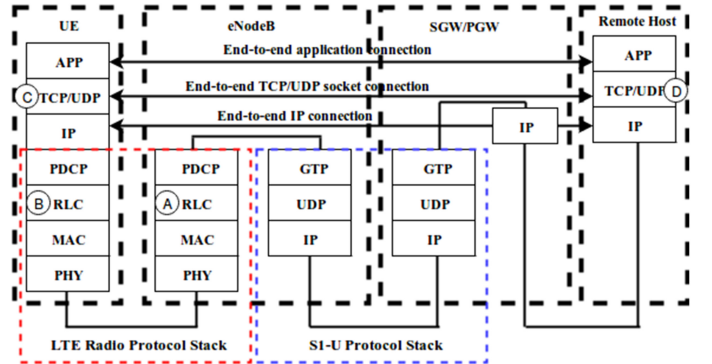 UE
eNodeB
SGW/PGW
Remote Host
End-to-end application connection
APP
APP
End-to-end TCP/UDP socket connection
C TCP/UDP
TCP/UDP D
End-to-end IP connection
IP
IP
IP
PDCP
PDCP
GTP
GTP
B RLC
A RLC
UDP
UDP
MAC
MAC
IP
IP
PHY
PHY
LTE Radio Protocol Stack
S1-U Protocol Stack